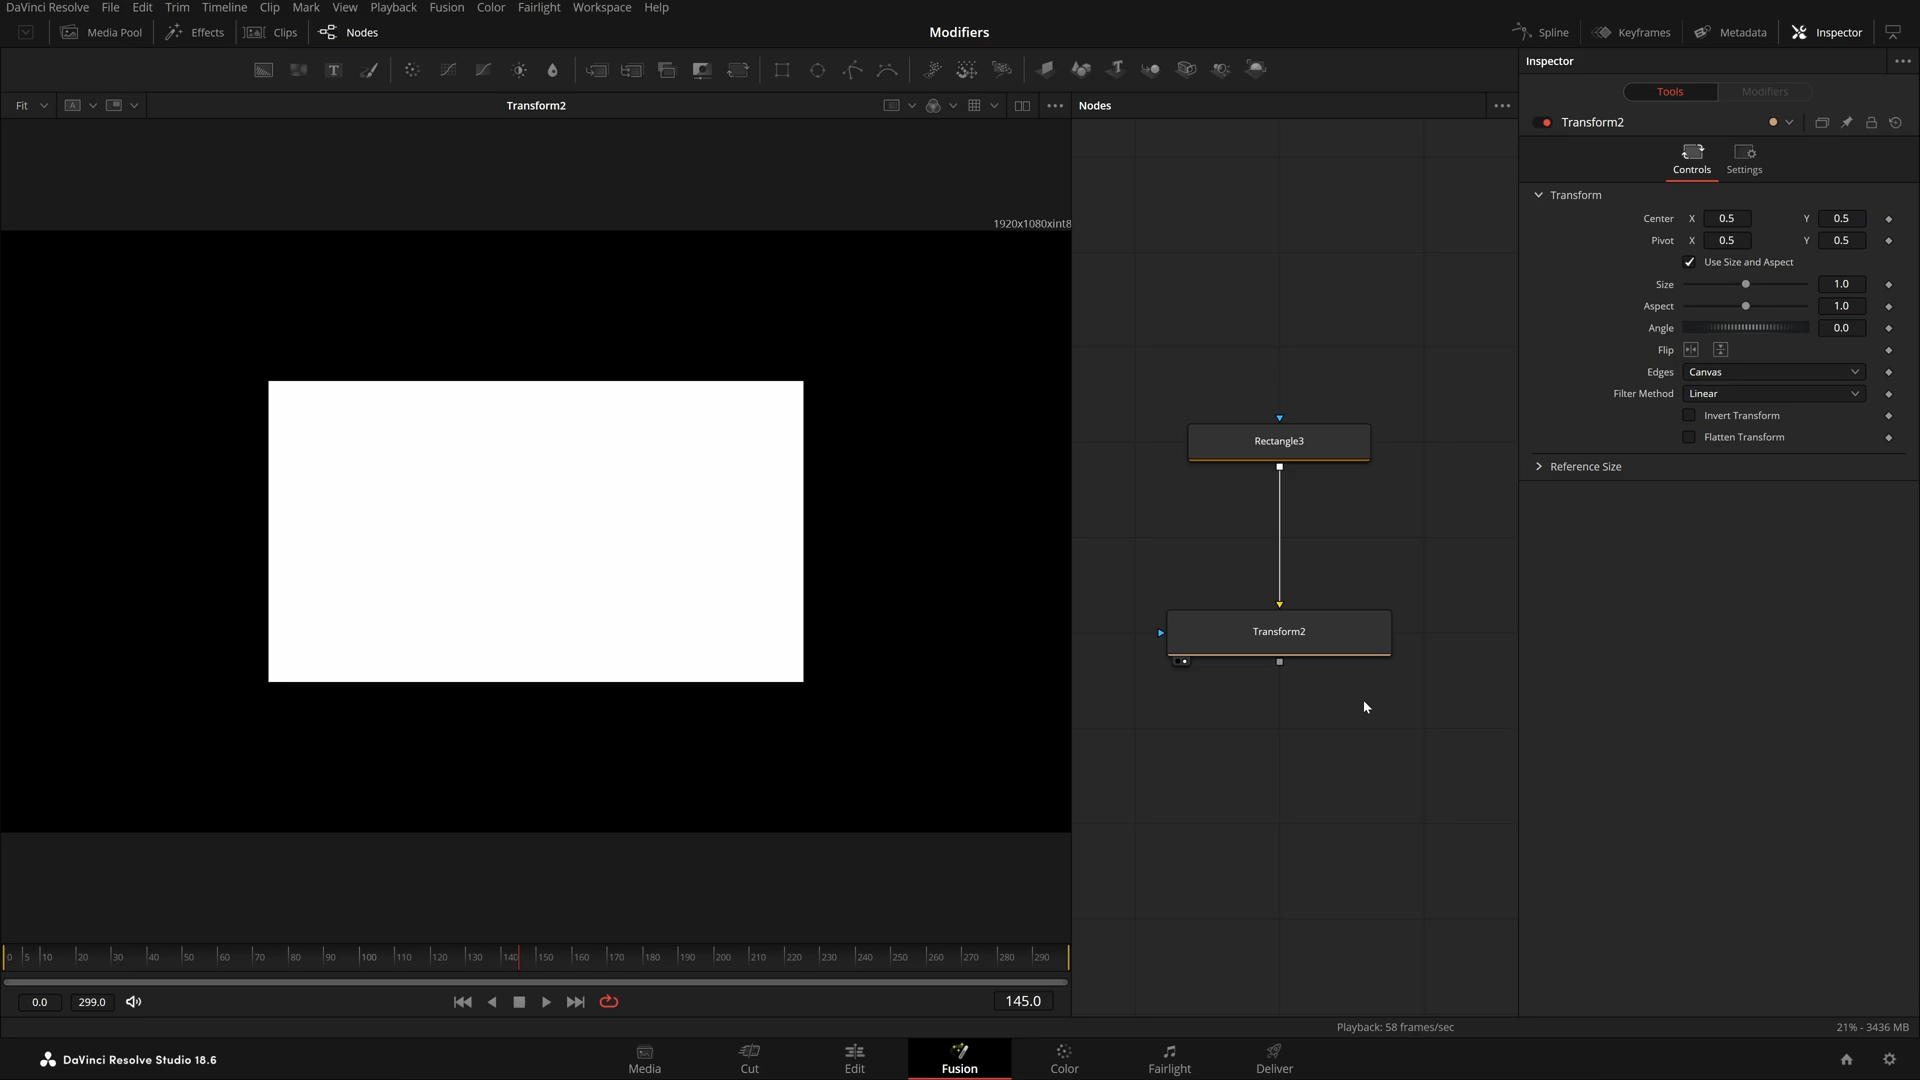 DaVinci Resolve File Edit Trim Timeline Clip Mark View Playback Fusion Color Fairlight Workspace Help
Media Pool Effects Clips Nodes Modifiers Spline Keyframes Metadata Inspector
Inspector
Fit A Transform2 Nodes
Tools Modifiers
Transform2
Controls Settings
Transform
1920x1080xint8
Center X 0.5 Y 0.5
Pivot X 0.5 Y 0.5
Use Size and Aspect
Size 1.0
Aspect 1.0
Angle 0.0
Flip
Edges Canvas
Filter Method Linear
Invert Transform
Flatten Transform
Reference Size
Rectangle3
Transform2
0 5 10 20 30 40 50 60 70 80 90 100 110 120 130 140 150 160 170 180 190 200 210 220 230 240 250 260 270 280 290
0.0 299.0 145.0
Playback: 58 frames/sec 21% - 3436 MB
DaVinci Resolve Studio 18.6
Media Cut Edit Fusion Color Fairlight Deliver